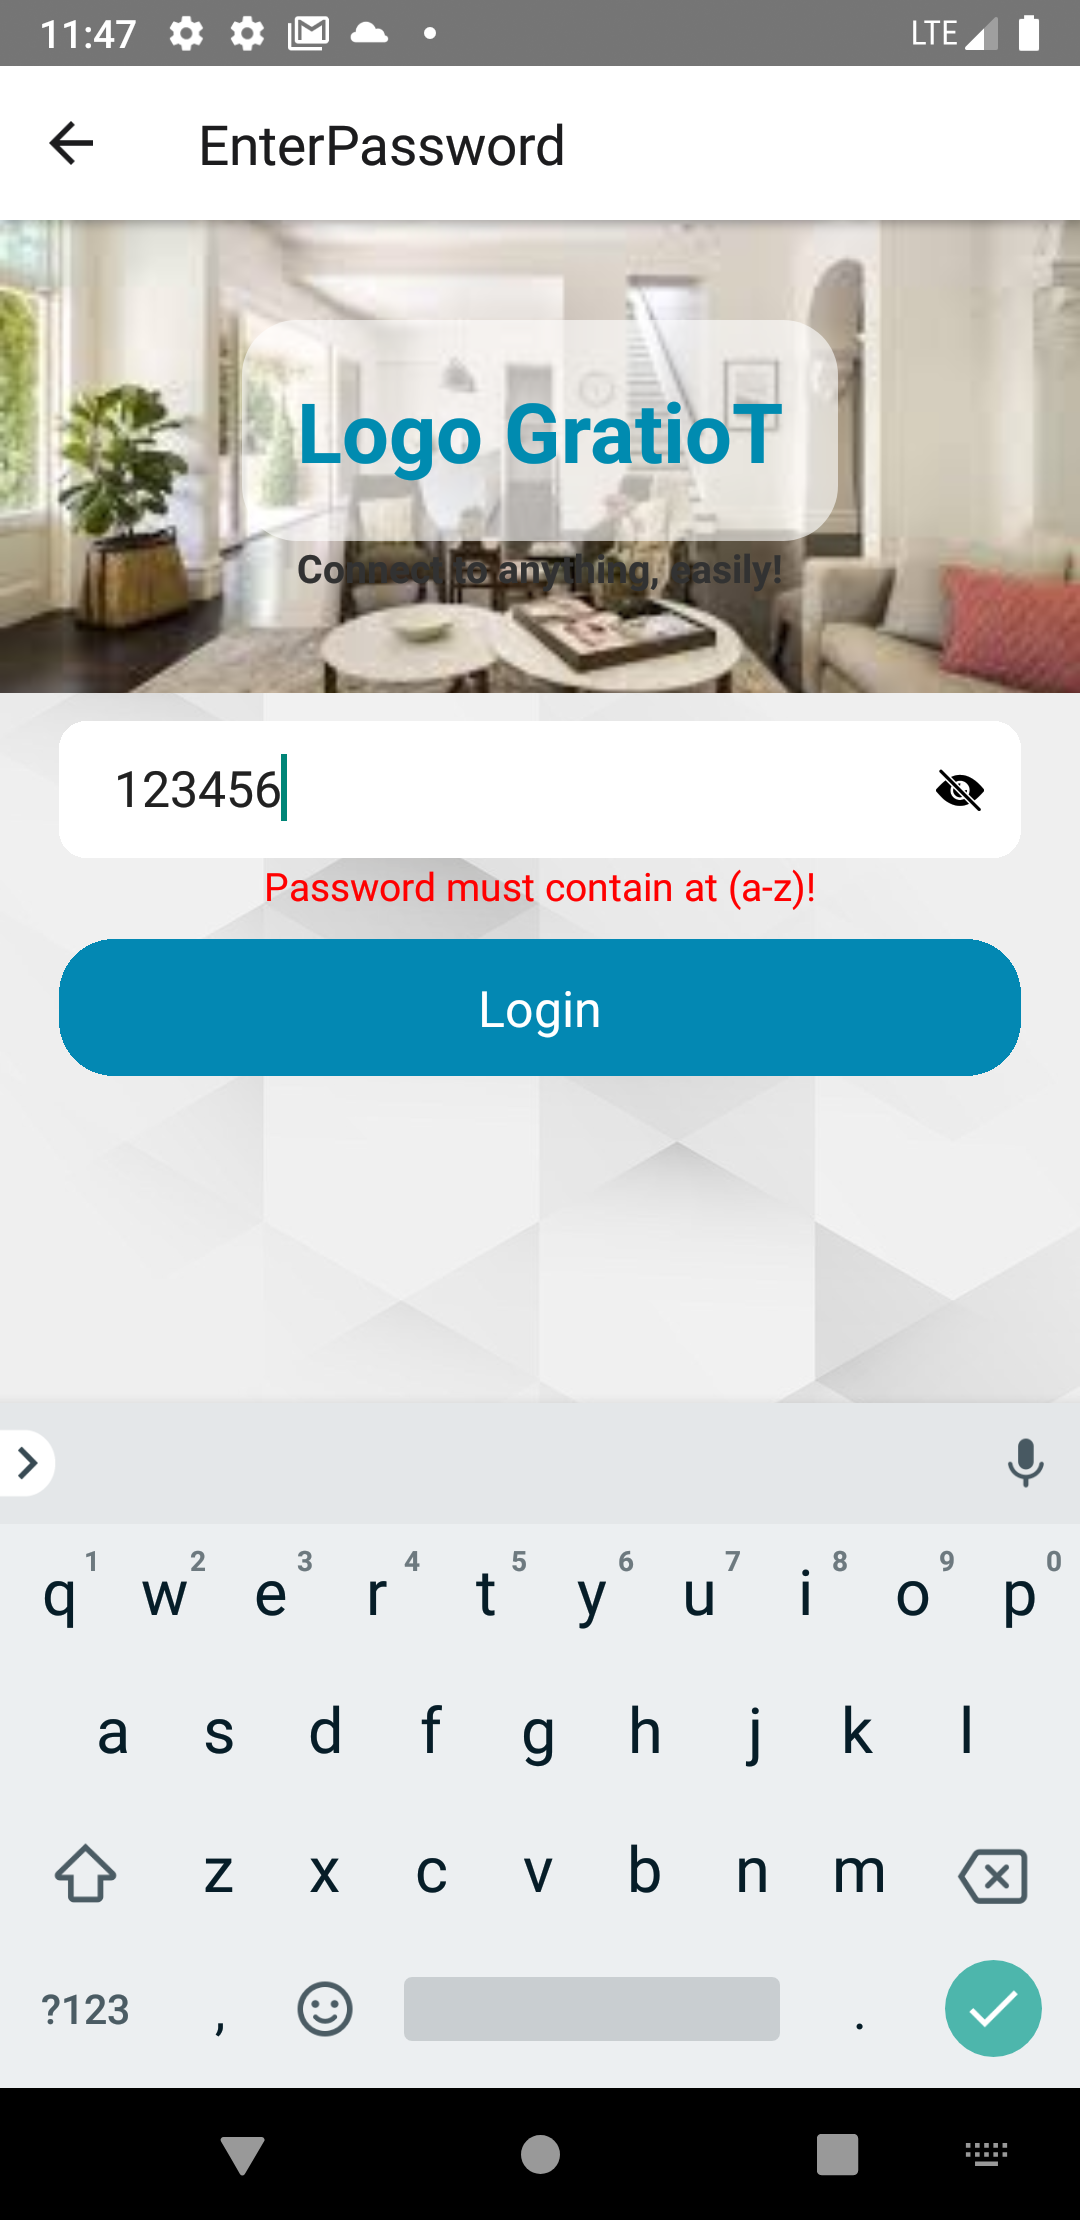 11:47 LTE
EnterPassword
Logo GratioT
Connect to anything, easily!
123456
Password must contain at (a-z)!
Login
1 2 3 4 5 6 7 8 9 0
q w e r t y u i o p
a s d f g h j k l
z x c v b n m
?123 , .